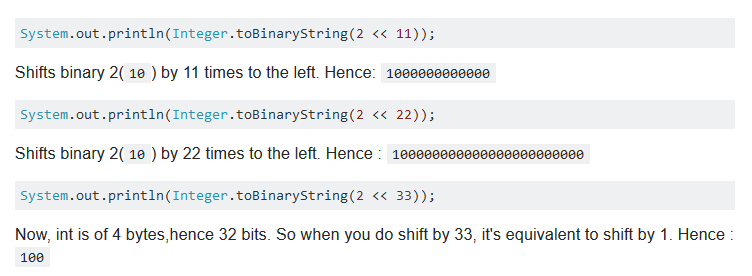 System.out.println(Integer.toBinaryString(2 << 11));
Shifts binary 2( 10 ) by 11 times to the left. Hence: 1000000000000
System.out.println(Integer.toBinaryString(2 << 22));
Shifts binary 2( 10 ) by 22 times to the left. Hence : 100000000000000000000000
System.out.println(Integer.toBinaryString(2 << 33));
Now, int is of 4 bytes,hence 32 bits. So when you do shift by 33, it's equivalent to shift by 1. Hence :
100